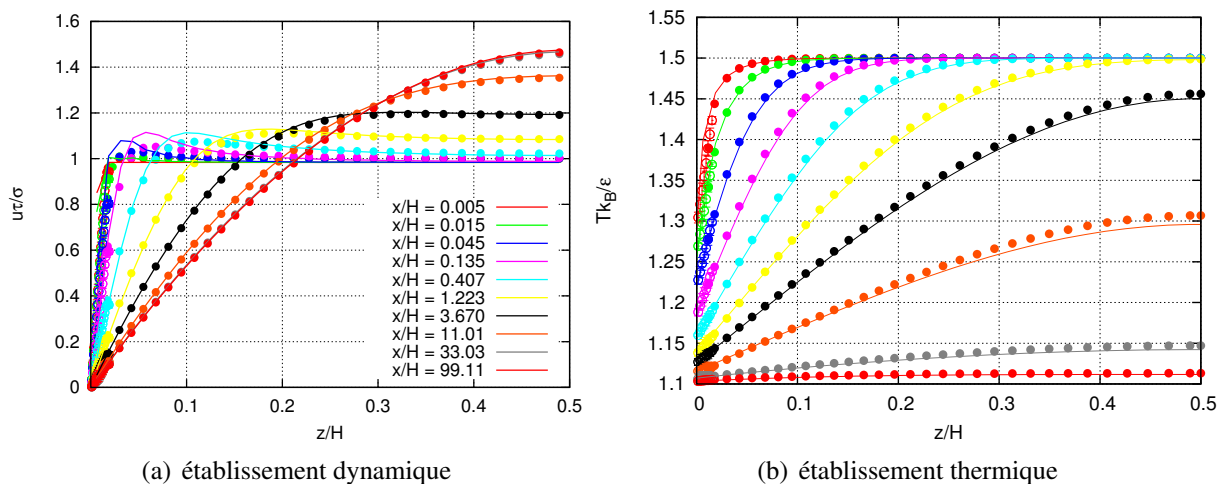 1.6
1.4
1.2
1
0.8
0.6
0.4
0.2
0
uτ/σ
x/H = 0.005
x/H = 0.015
x/H = 0.045
x/H = 0.135
x/H = 0.407
x/H = 1.223
x/H = 3.670
x/H = 11.01
x/H = 33.03
x/H = 99.11
0.1 0.2 0.3 0.4 0.5
z/H
(a) établissement dynamique
1.5
1.45
1.4
1.35
1.3
1.25
1.2
1.15
1.1
TkB/ε
0 0.1 0.2 0.3 0.4 0.5
z/H
(b) établissement thermique